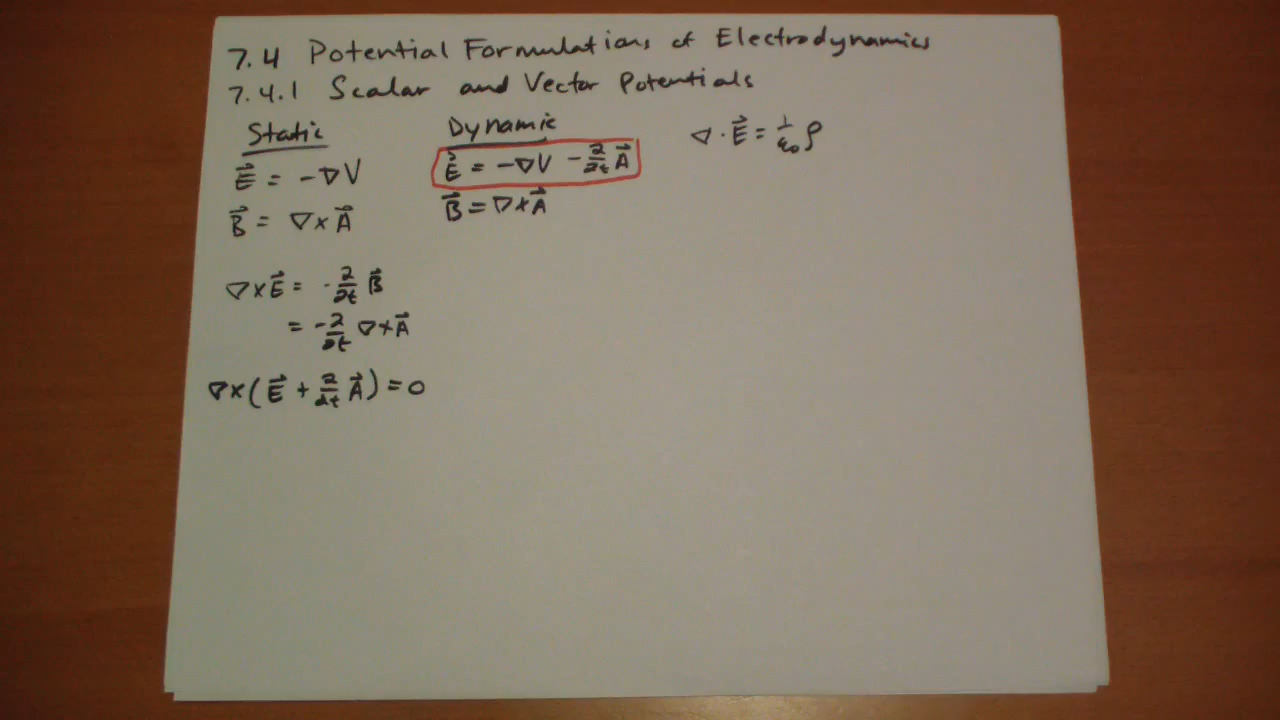 7.4 Potential Formulations of Electrodynamics
7.4.1 Scalar and Vector Potentials
Static
E⃗ = -∇V
B⃗ = ∇×A⃗
∇×E⃗ = -∂/∂t B⃗
= -∂/∂t ∇×A⃗
∇×(E⃗ + ∂/∂t A⃗) = 0
Dynamic
E⃗ = -∇V - ∂/∂t A⃗
B⃗ = ∇×A⃗
∇·E⃗ = 1/ε₀ ρ